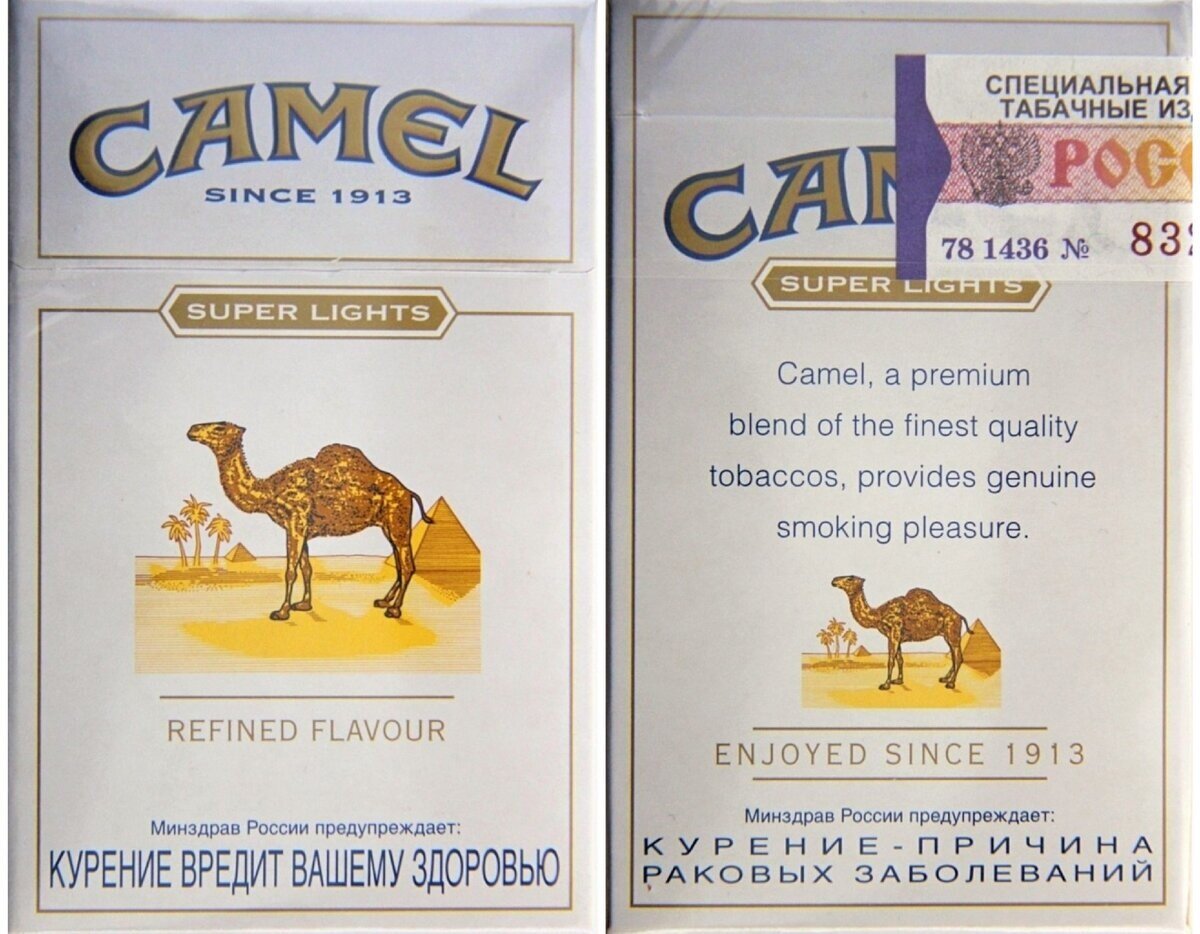 CAMEL
SINCE 1913
SUPER LIGHTS
REFINED FLAVOUR
Минздрав России предупреждает:
КУРЕНИЕ ВРЕДИТ ВАШЕМУ ЗДОРОВЬЮ
СПЕЦИАЛЬНАЯ
ТАБАЧНЫЕ ИЗ
РОСС
78 1436 № 832
CAM
SUPER LIGHTS
Camel, a premium
blend of the finest quality
tobaccos, provides genuine
smoking pleasure.
ENJOYED SINCE 1913
Минздрав России предупреждает:
КУРЕНИЕ-ПРИЧИНА
РАКОВЫХ ЗАБОЛЕВАНИЙ